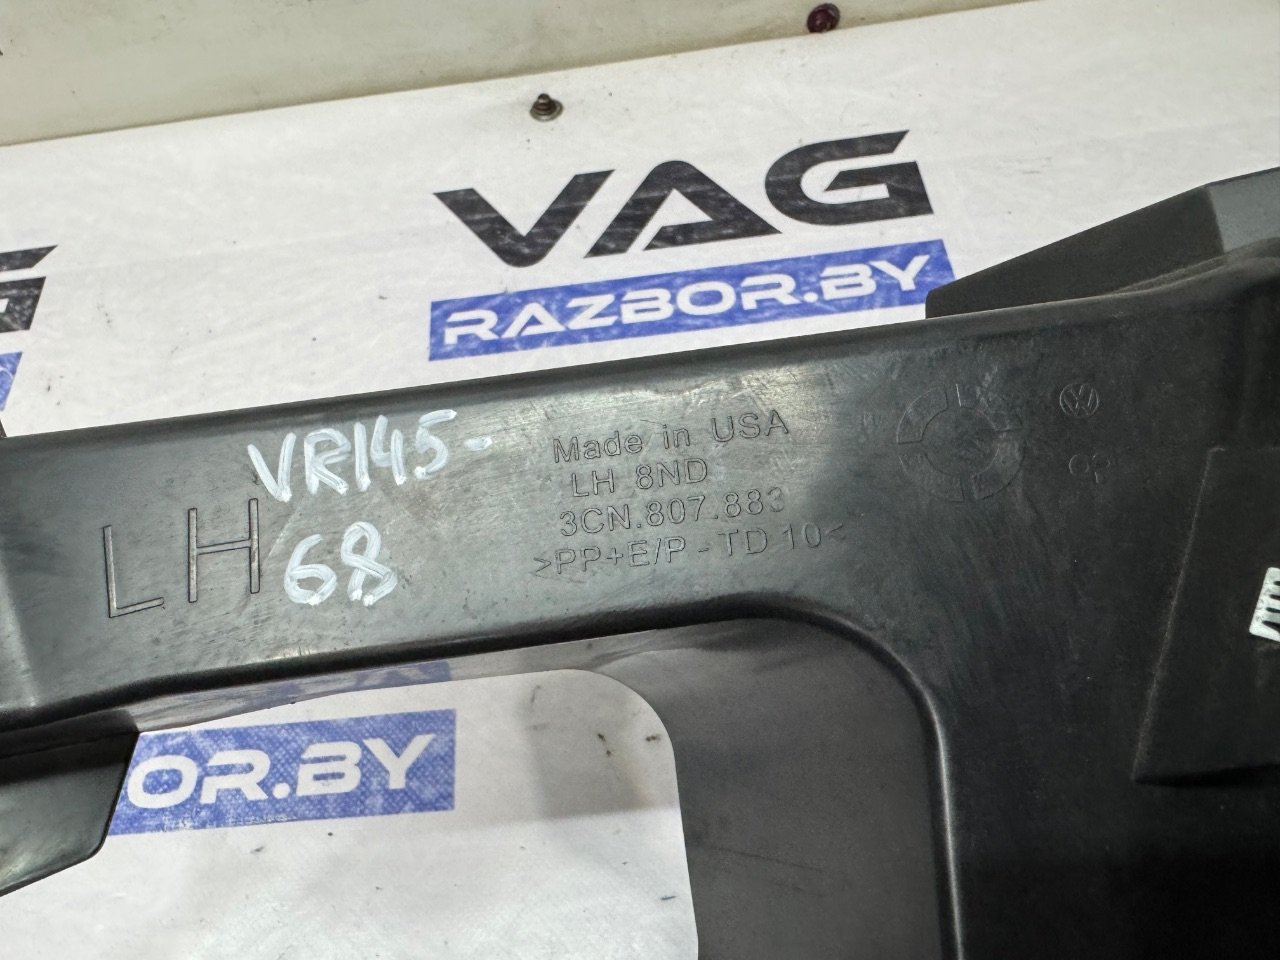 VAG
RAZBOR.BY
VR145-
68
LH
Made in USA
LH 8ND
3CN.807.883
>PP+E/P - TD 10<
OR.BY